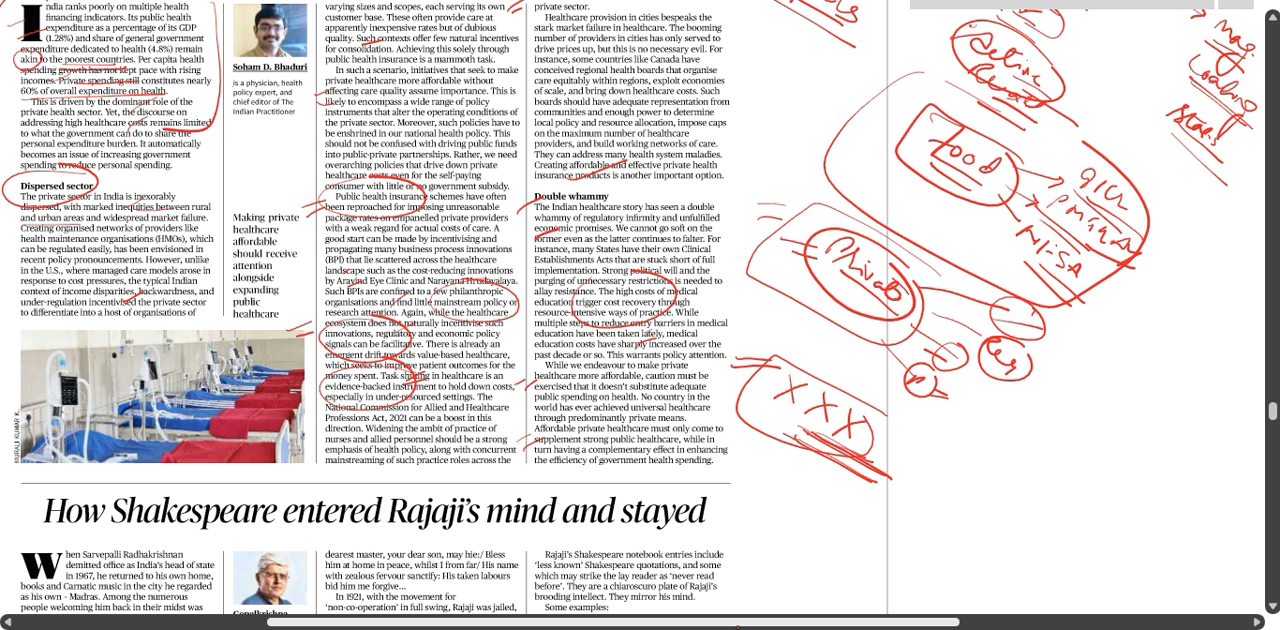 India ranks poorly on multiple health
financing indicators. Its public health
expenditure as a percentage of its GDP
(1.28%) and share of general government
expenditure dedicated to health (4.8%) remain
akin to the poorest countries. Per capita health
spending growth has not kept pace with rising
incomes. Private spending still constitutes nearly
60% of overall expenditure on health.
This is driven by the dominant role of the
private health sector. Yet, the discourse on
addressing high healthcare costs remains limited
to what the government can do to share the
personal expenditure burden. It automatically
becomes an issue of increasing government
spending to reduce personal spending.
Dispersed sector
The private sector in India is inexorably
dispersed, with marked inequities between rural
and urban areas and widespread market failure.
Creating organised networks of providers like
health maintenance organisations (HMOs), which
can be regulated easily, has been envisioned in
recent policy pronouncements. However, unlike
in the U.S., where managed care models arose in
response to cost pressures, the typical Indian
context of income disparities, backwardness, and
under-regulation incentivised the private sector
to differentiate into a host of organisations of
Soham D. Bhaduri
is a physician, health
policy expert, and
chief editor of The
Indian Practitioner
Making private
healthcare
affordable
should receive
attention
alongside
expanding
public
healthcare
MURALI KUMAR K.
varying sizes and scopes, each serving its own
customer base. These often provide care at
apparently inexpensive rates but of dubious
quality. Such contexts offer few natural incentives
for consolidation. Achieving this solely through
public health insurance is a mammoth task.
In such a scenario, initiatives that seek to make
private healthcare more affordable without
affecting care quality assume importance. This is
likely to encompass a wide range of policy
instruments that alter the operating conditions of
the private sector. Moreover, such policies have to
be enshrined in our national health policy. This
should not be confused with driving public funds
into public-private partnerships. Rather, we need
overarching policies that drive down private
healthcare costs even for the self-paying
consumer with little or no government subsidy.
Public health insurance schemes have often
been reproached for imposing unreasonable
package rates on empanelled private providers
with a weak regard for actual costs of care. A
good start can be made by incentivising and
propagating many business process innovations
(BPI) that lie scattered across the healthcare
landscape such as the cost-reducing innovations
by Aravind Eye Clinic and Narayana Hrudayalaya.
Such BPIs are confined to a few philanthropic
organisations and find little mainstream policy or
research attention. Again, while the healthcare
ecosystem does not naturally incentivise such
innovations, regulatory and economic policy
signals can be facilitative. There is already an
emergent drift towards value-based healthcare,
which seeks to improve patient outcomes for the
money spent. Task shifting in healthcare is an
evidence-backed instrument to hold down costs,
especially in under-resourced settings. The
National Commission for Allied and Healthcare
Professions Act, 2021 can be a boost in this
direction. Widening the ambit of practice of
nurses and allied personnel should be a strong
emphasis of health policy, along with concurrent
mainstreaming of such practice roles across the
private sector.
Healthcare provision in cities bespeaks the
stark market failure in healthcare. The booming
number of providers in cities has only served to
drive prices up, but this is no necessary evil. For
instance, some countries like Canada have
conceived regional health boards that organise
care equitably within regions, exploit economies
of scale, and bring down healthcare costs. Such
boards should have adequate representation from
communities and enough power to determine
local policy and resource allocation, impose caps
on the maximum number of healthcare
providers, and build working networks of care.
They can address many health system maladies.
Creating affordable and effective private health
insurance products is another important option.
Double whammy
The Indian healthcare story has seen a double
whammy of regulatory infirmity and unfulfilled
economic promises. We cannot go soft on the
former even as the latter continues to falter. For
instance, many States have their own Clinical
Establishments Acts that are stuck short of full
implementation. Strong political will and the
purging of unnecessary restrictions is needed to
allay resistance. The high costs of medical
education trigger cost recovery through
resource-intensive ways of practice. While
multiple steps to reduce entry barriers in medical
education have been taken lately, medical
education costs have sharply increased over the
past decade or so. This warrants policy attention.
While we endeavour to make private
healthcare more affordable, caution must be
exercised that it doesn't substitute adequate
public spending on health. No country in the
world has ever achieved universal healthcare
through predominantly private means.
Affordable private healthcare must only come to
supplement strong public healthcare, while in
turn having a complementary effect in enhancing
the efficiency of government health spending.
Food
Private
XXX
How Shakespeare entered Rajaji's mind and stayed
When Sarvepalli Radhakrishnan
demitted office as India's head of state
in 1967, he returned to his own home,
books and Carnatic music in the city he regarded
as his own – Madras. Among the numerous
people welcoming him back in their midst was
dearest master, your dear son, may hie:/ Bless
him at home in peace, whilst I from far/ His name
with zealous fervour sanctify: His taken labours
bid him me forgive...
In 1921, with the movement for
'non-co-operation' in full swing, Rajaji was jailed,
Rajaji's Shakespeare notebook entries include
'less known' Shakespeare quotations, and some
which may strike the lay reader as 'never read
before'. They are a chiaroscuro plate of Rajaji's
brooding intellect. They mirror his mind.
Some examples: